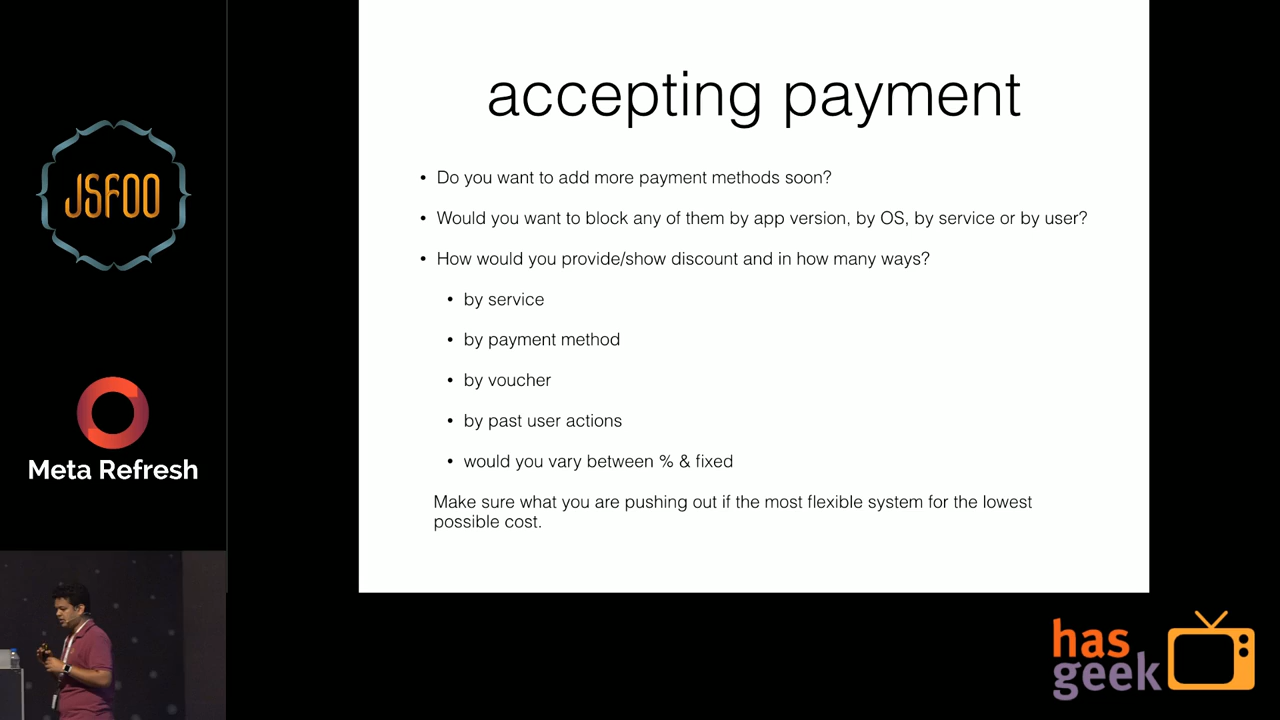 JSFOO
Meta Refresh
accepting payment
• Do you want to add more payment methods soon?
• Would you want to block any of them by app version, by OS, by service or by user?
• How would you provide/show discount and in how many ways?
• by service
• by payment method
• by voucher
• by past user actions
• would you vary between % & fixed
Make sure what you are pushing out if the most flexible system for the lowest
possible cost.
has
geek